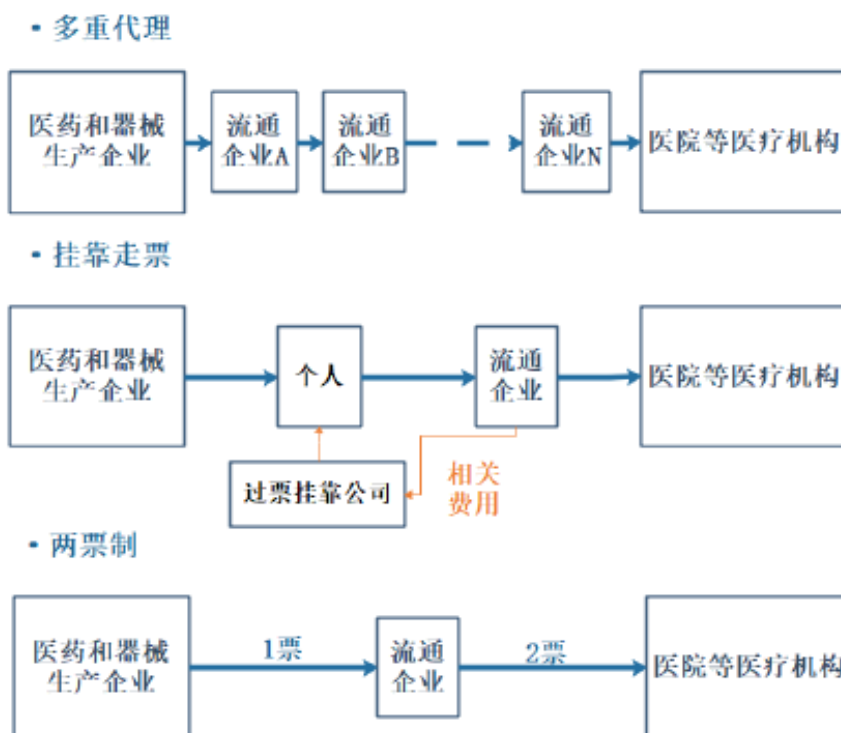 • 多重代理
医药和器械
生产企业
流通
企业A
流通
企业B
流通
企业N
医院等医疗机构
• 挂靠走票
医药和器械
生产企业
个人
流通
企业
医院等医疗机构
过票挂靠公司
相关
费用
• 两票制
医药和器械
生产企业
1票
流通
企业
2票
医院等医疗机构